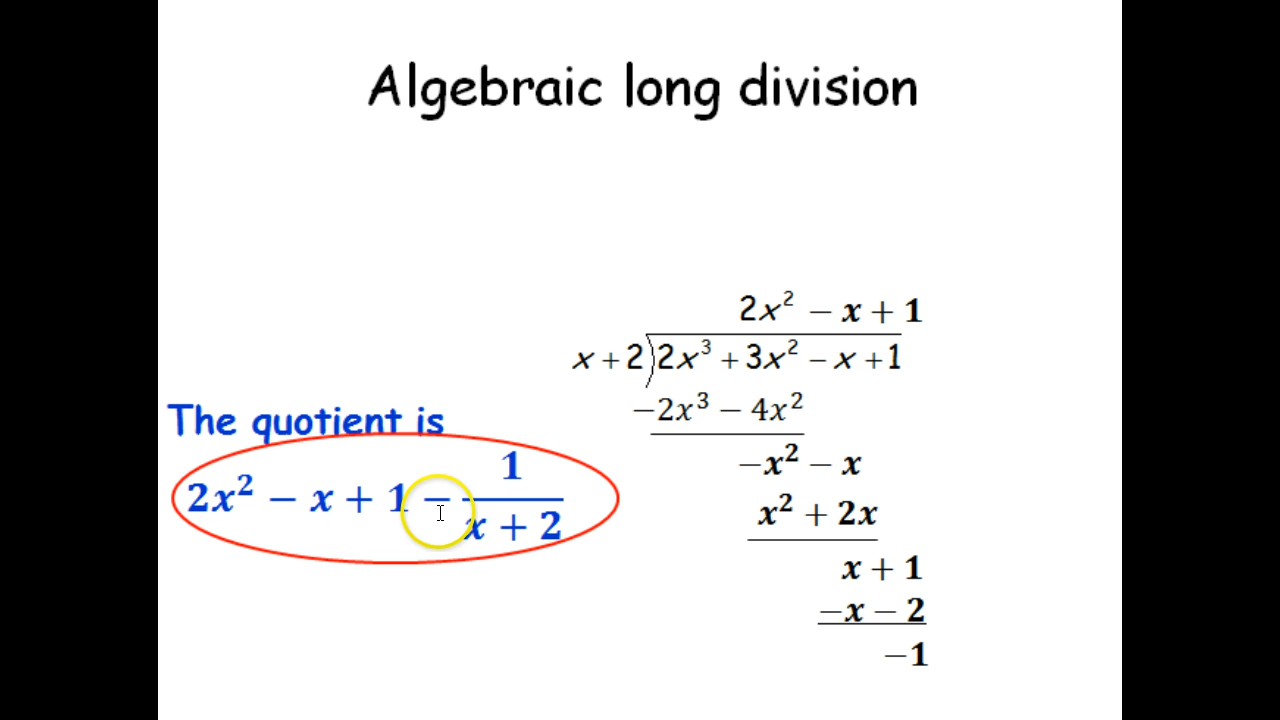 Algebraic long division
2x² − x + 1
x + 2)2x³ + 3x² − x + 1
−2x³ − 4x²
−x² − x
x² + 2x
x + 1
−x − 2
−1
The quotient is
2x² − x + 1 − 1/(x + 2)